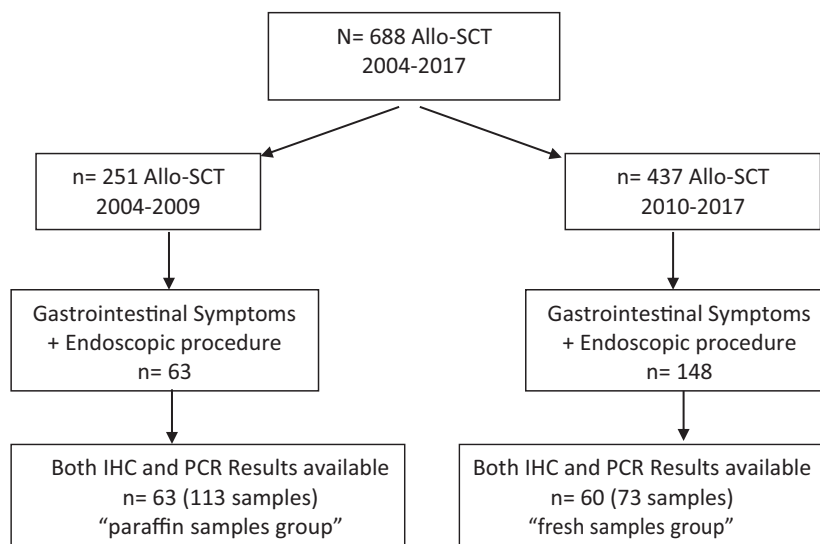 N= 688 Allo-SCT
2004-2017
n= 251 Allo-SCT
2004-2009
n= 437 Allo-SCT
2010-2017
Gastrointestinal Symptoms
+ Endoscopic procedure
n= 63
Gastrointestinal Symptoms
+ Endoscopic procedure
n= 148
Both IHC and PCR Results available
n= 63 (113 samples)
“paraffin samples group”
Both IHC and PCR Results available
n= 60 (73 samples)
“fresh samples group”